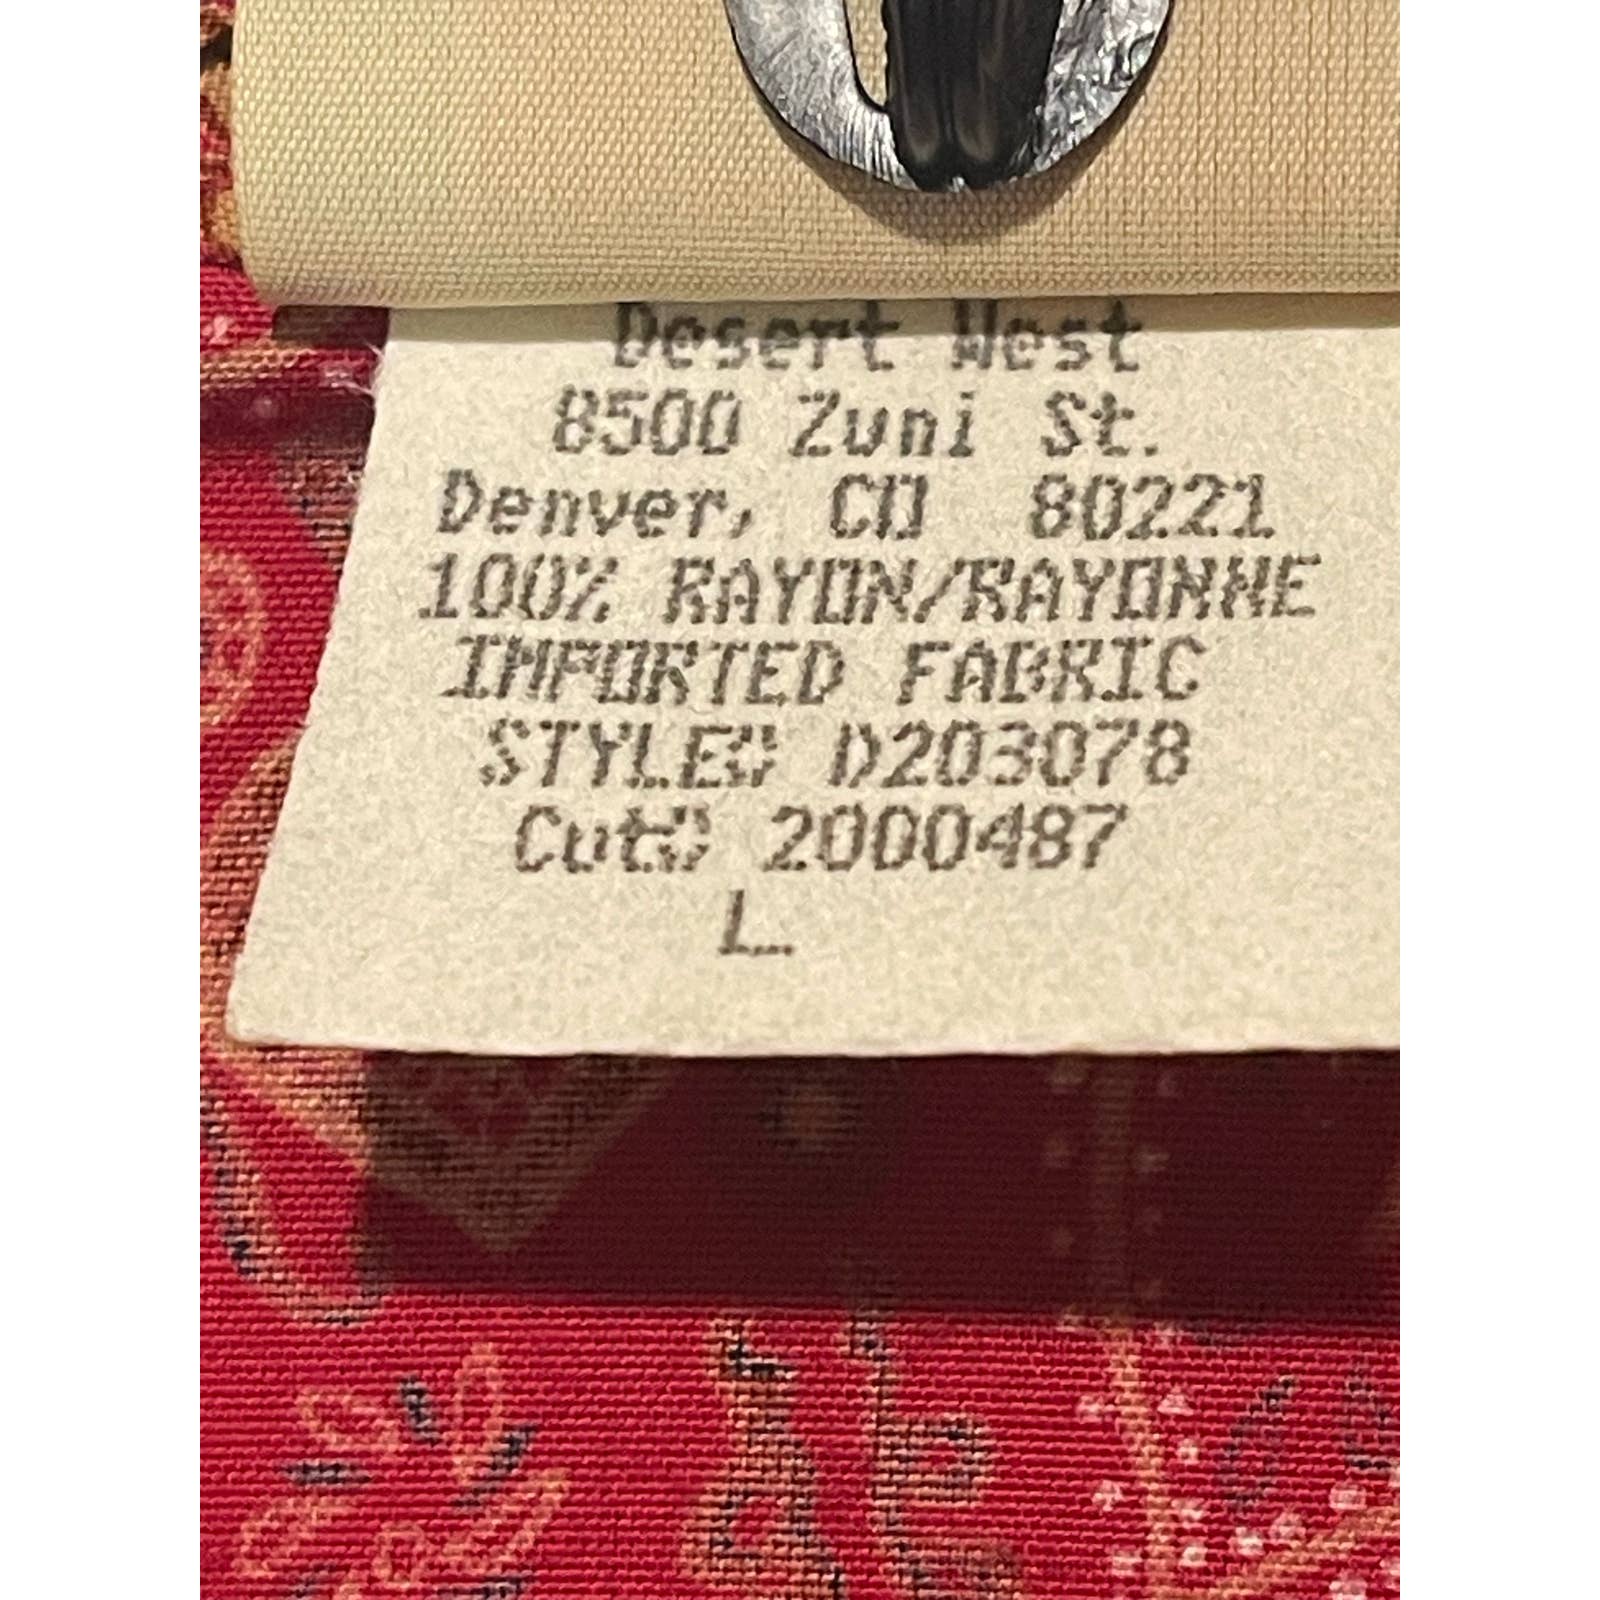 Desert West
8500 Zuni St.
Denver, CO 80221
100% RAYON/RAYONNE
IMPORTED FABRIC
STYLE# D203078
Cut# 2000487
L